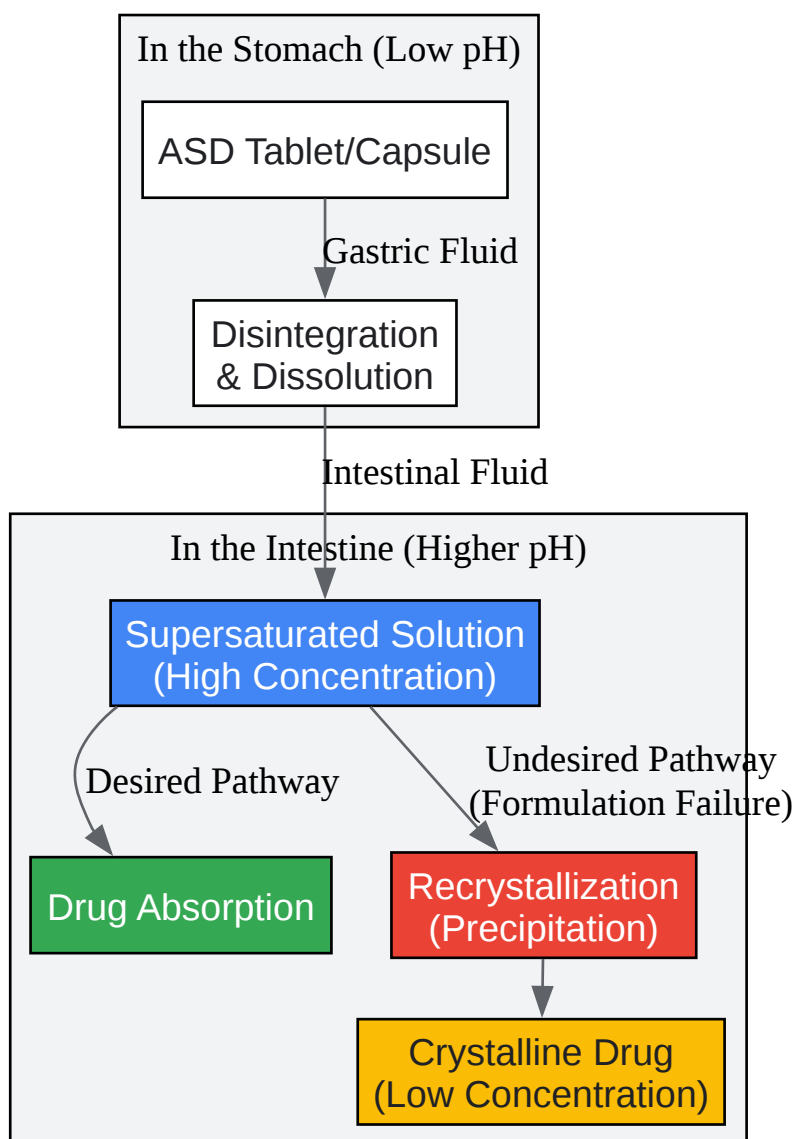 In the Stomach (Low pH)
ASD Tablet/Capsule
Gastric Fluid
Disintegration
& Dissolution
Intestinal Fluid
In the Intestine (Higher pH)
Supersaturated Solution
(High Concentration)
Desired Pathway
Undesired Pathway
(Formulation Failure)
Drug Absorption
Recrystallization
(Precipitation)
Crystalline Drug
(Low Concentration)